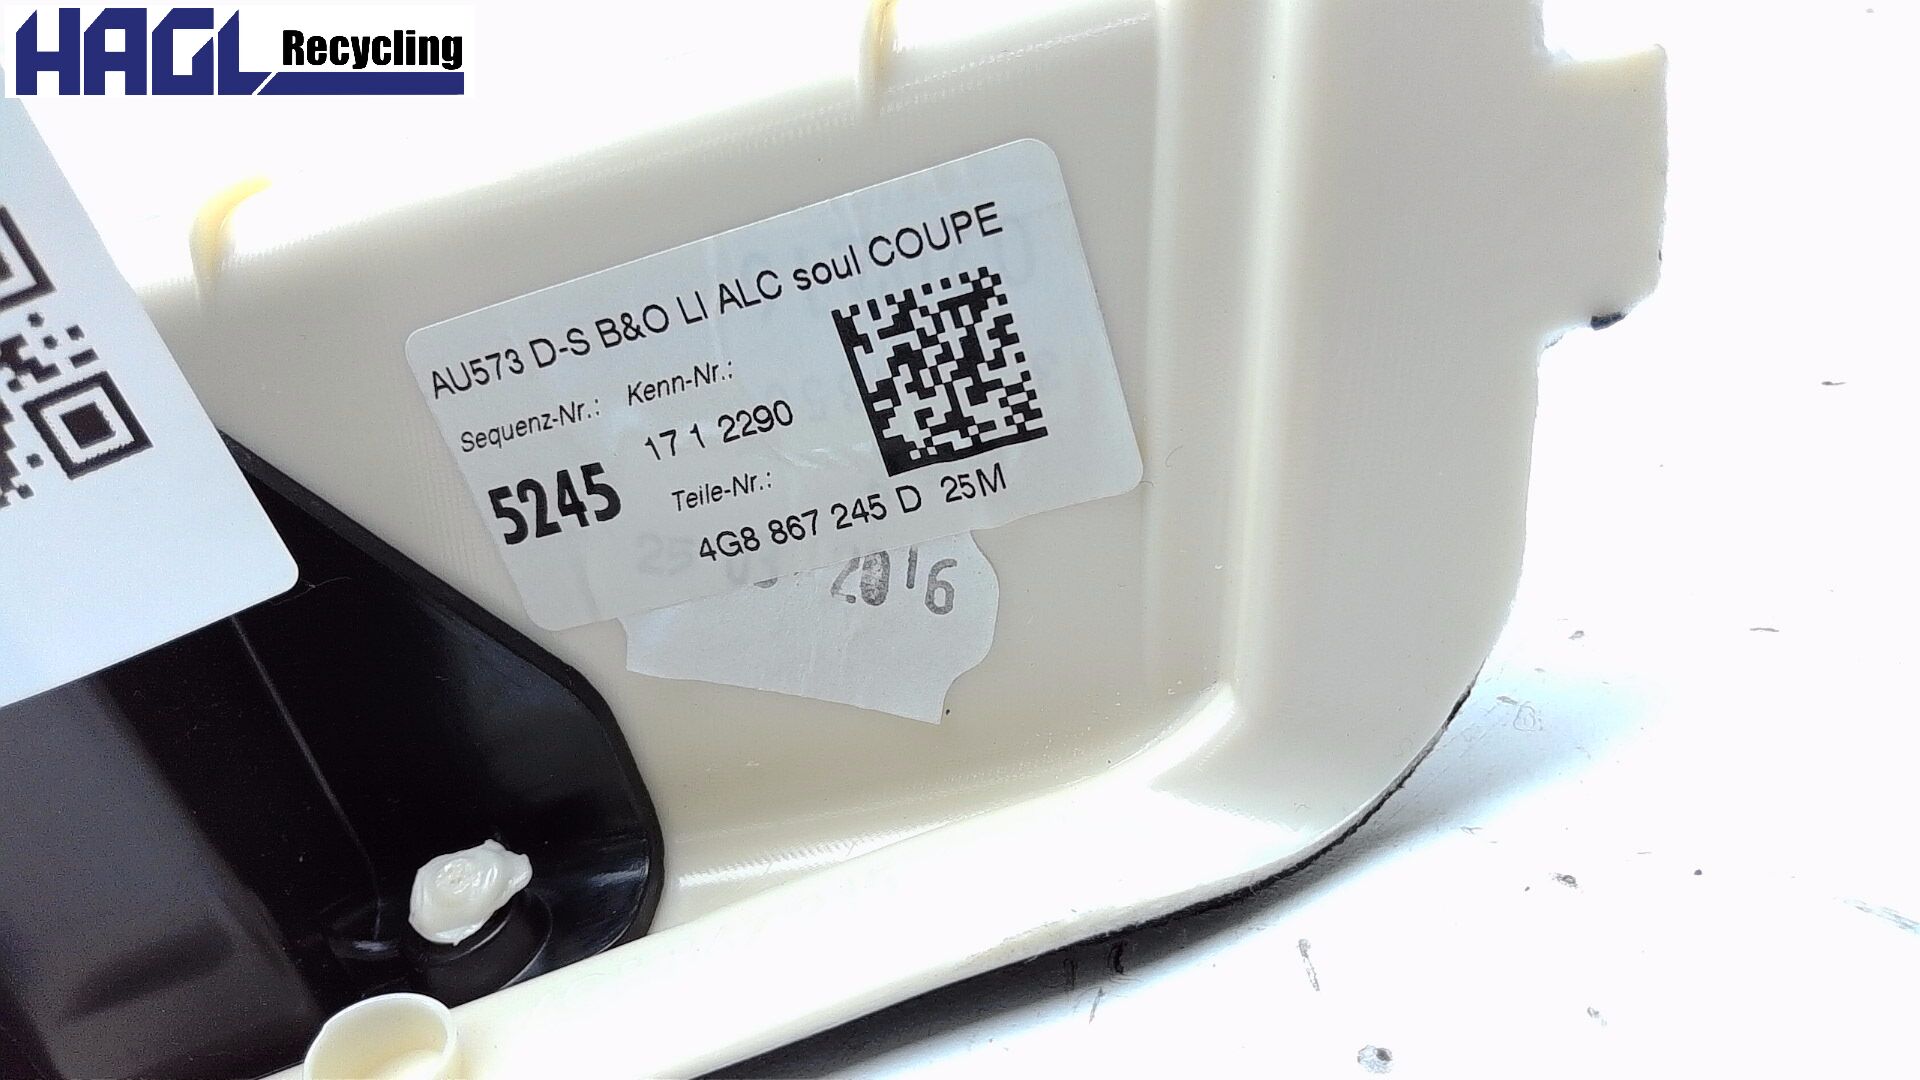 HAGL Recycling
AU573 D-S B&O LI ALC soul COUPE
Sequenz-Nr.: Kenn-Nr.:
5245 17 1 2290
Teile-Nr.:
4G8 867 245 D 25M
2016